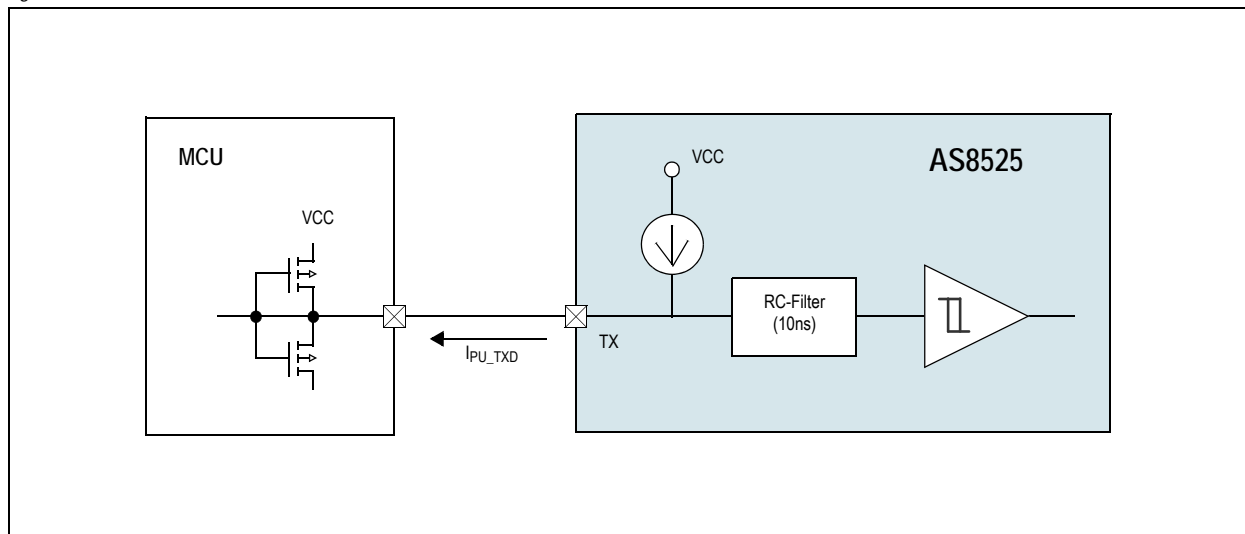 MCU
AS8525
VCC
VCC
RC-Filter
(10ns)
TX
IPU_TXD